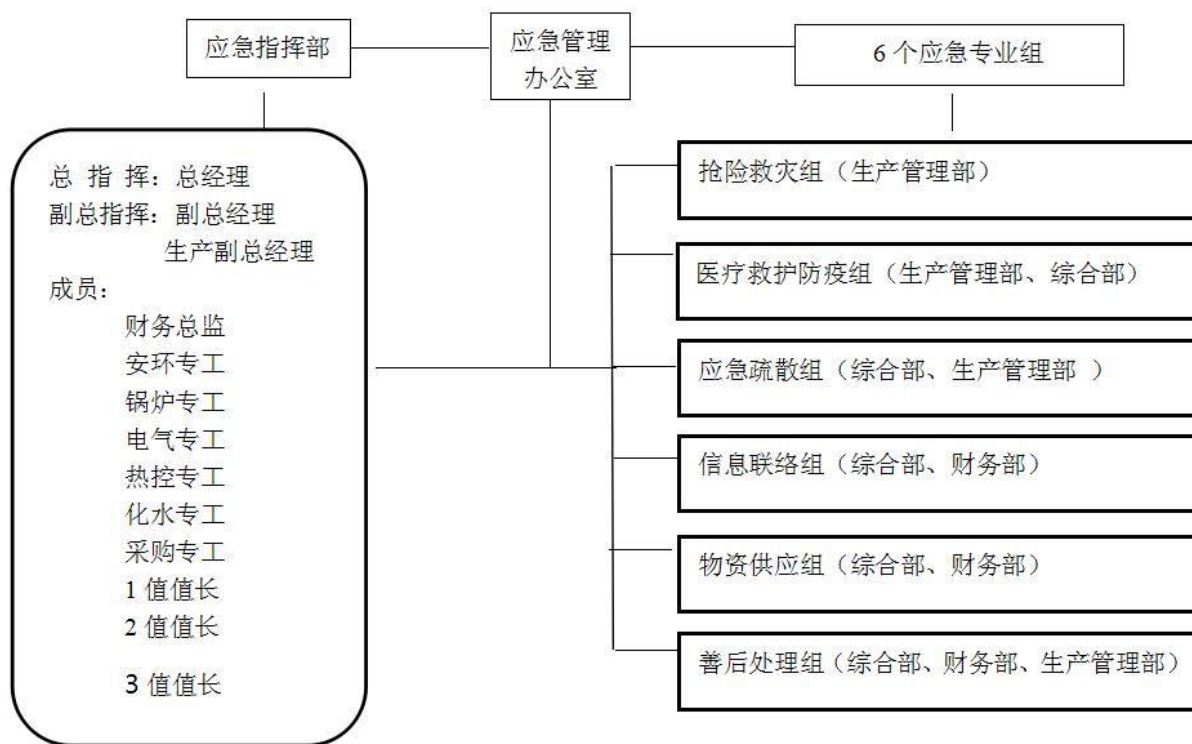 应急指挥部
应急管理
办公室
6 个应急专业组
总 指 挥：总经理
副总指挥：副总经理
生产副总经理
成员：
财务总监
安环专工
锅炉专工
电气专工
热控专工
化水专工
采购专工
1 值值长
2 值值长
3 值值长
抢险救灾组（生产管理部）
医疗救护防疫组（生产管理部、综合部）
应急疏散组（综合部、生产管理部 ）
信息联络组（综合部、财务部）
物资供应组（综合部、财务部）
善后处理组（综合部、财务部、生产管理部）